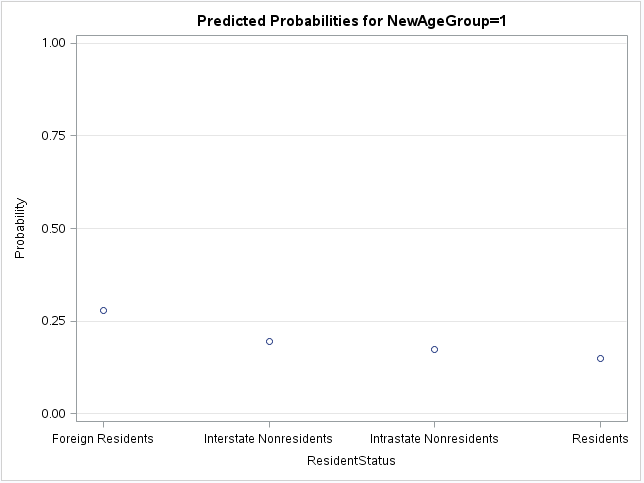 Predicted Probabilities for NewAgeGroup=1
1.00
0.75
0.50
0.25
0.00
Probability
Foreign Residents
Interstate Nonresidents
Intrastate Nonresidents
Residents
ResidentStatus